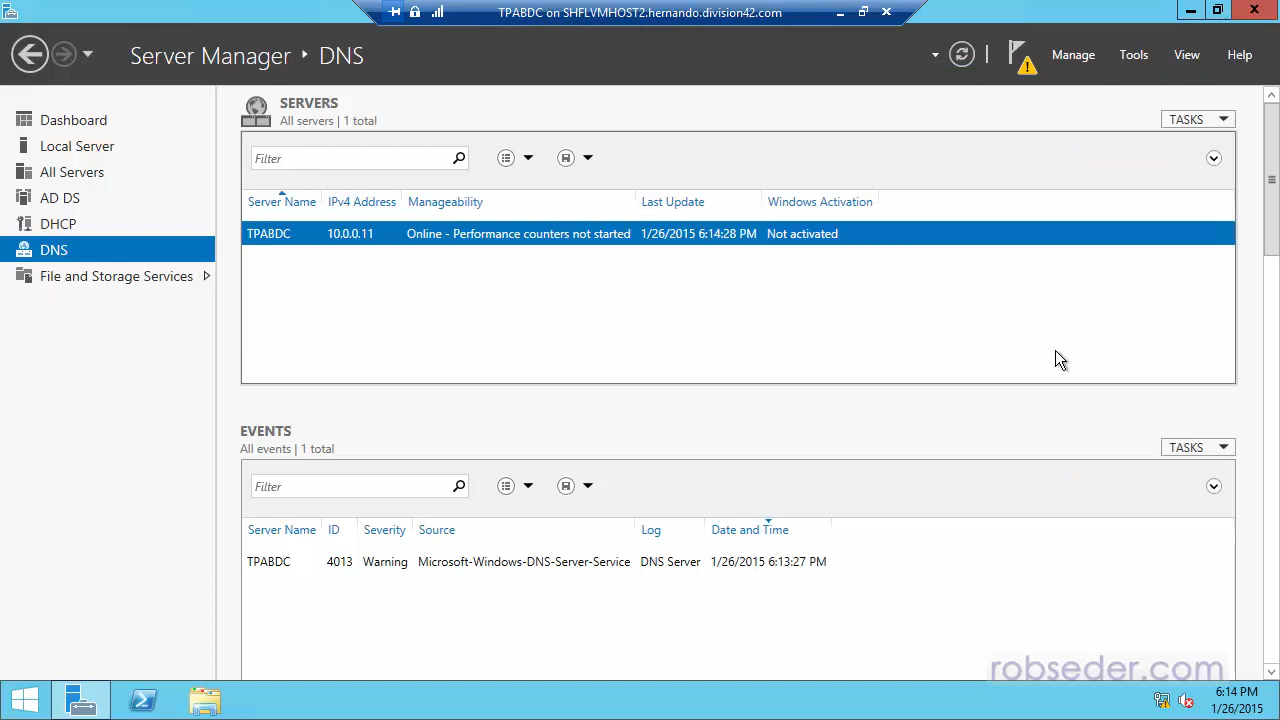 TPABDC on SHFLVMHOST2.hernando.division42.com
Server Manager ▸ DNS
Manage Tools View Help
Dashboard
Local Server
All Servers
AD DS
DHCP
DNS
File and Storage Services
SERVERS
All servers | 1 total
TASKS
Filter
Server Name IPv4 Address Manageability Last Update Windows Activation
TPABDC 10.0.0.11 Online - Performance counters not started 1/26/2015 6:14:28 PM Not activated
EVENTS
All events | 1 total
TASKS
Filter
Server Name ID Severity Source Log Date and Time
TPABDC 4013 Warning Microsoft-Windows-DNS-Server-Service DNS Server 1/26/2015 6:13:27 PM
robseder.com
6:14 PM
1/26/2015